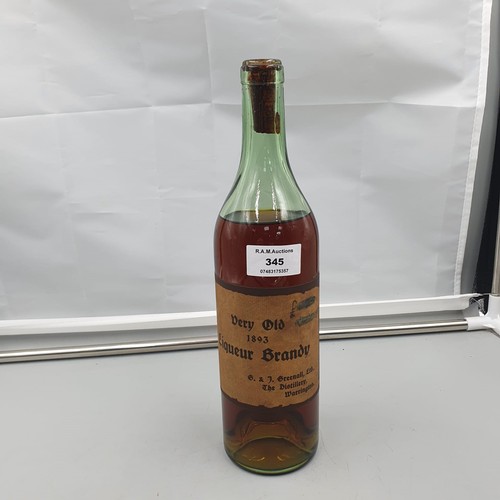 R.A.M.Auctions
345
07483175357
Very Old
1893
Liqueur Brandy
G. & J. Greenall, Ltd.
The Distillery,
Warrington